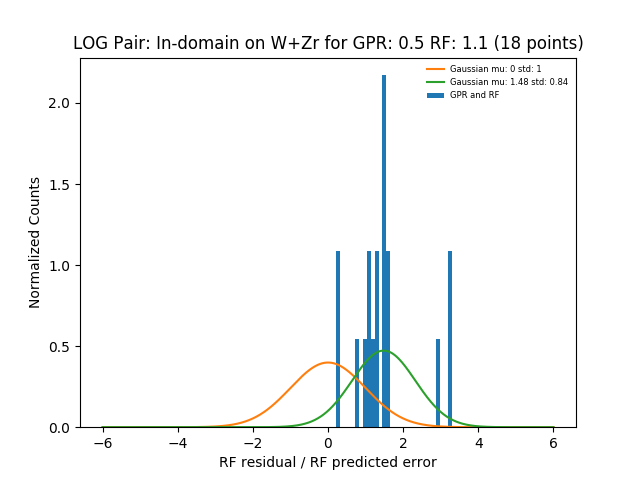 LOG Pair: In-domain on W+Zr for GPR: 0.5 RF: 1.1 (18 points)
Gaussian mu: 0 std: 1
Gaussian mu: 1.48 std: 0.84
GPR and RF
Normalized Counts
2.0
1.5
1.0
0.5
0.0
−6 −4 −2 0 2 4 6
RF residual / RF predicted error